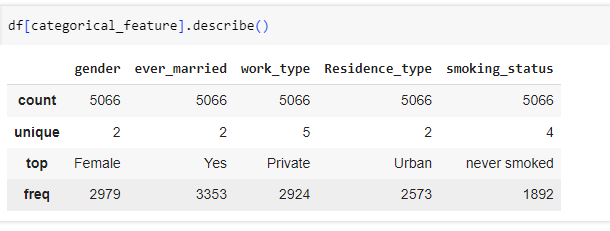 df[categorical_feature].describe()
gender ever_married work_type Residence_type smoking_status
count 5066 5066 5066 5066 5066
unique 2 2 5 2 4
top Female Yes Private Urban never smoked
freq 2979 3353 2924 2573 1892